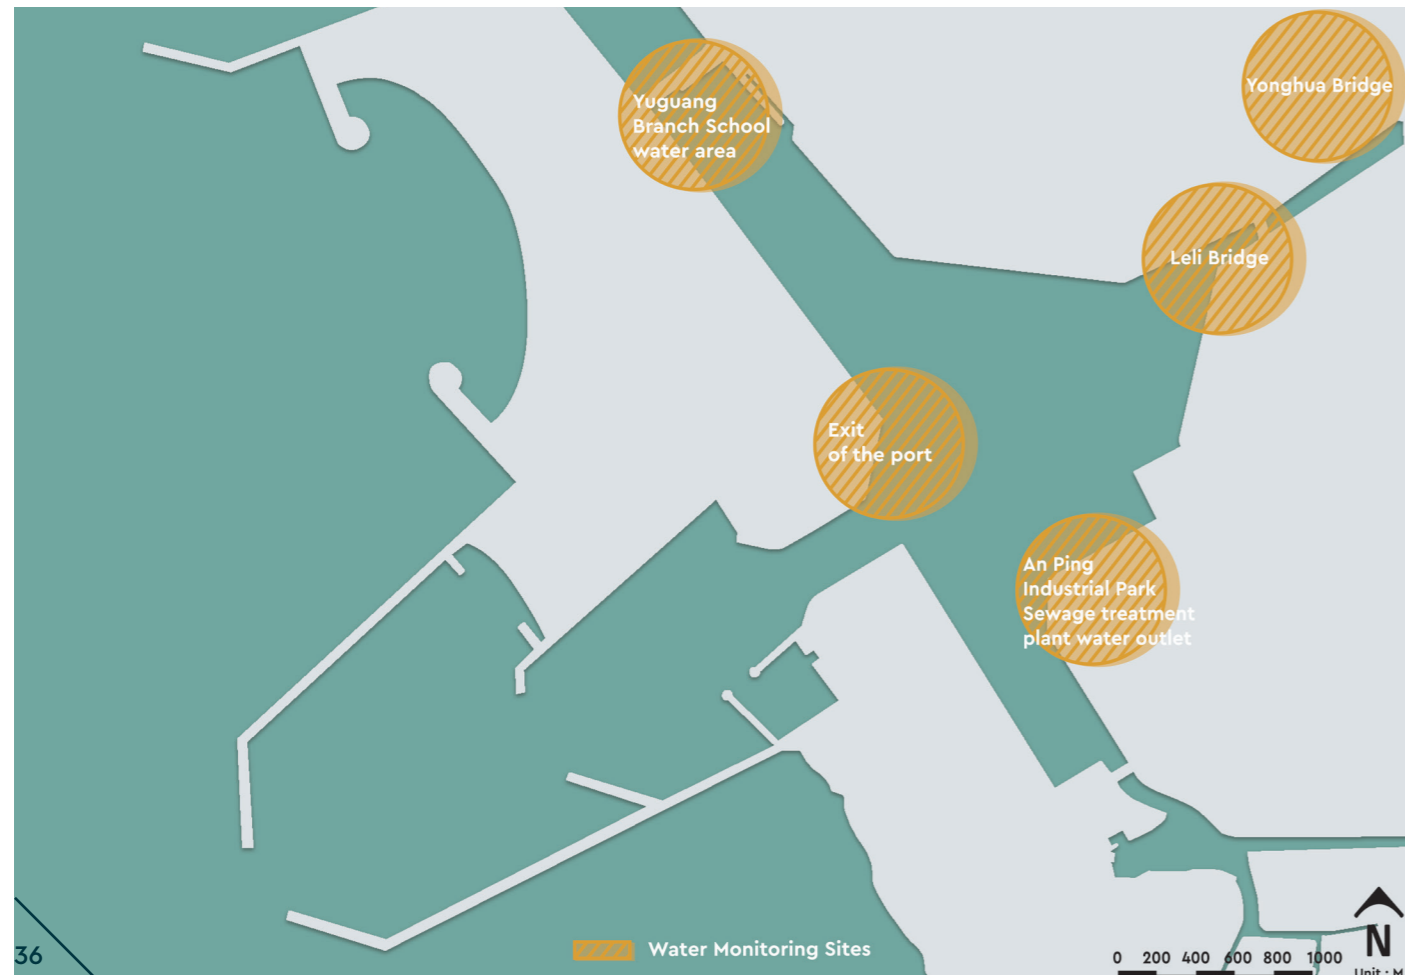 Yonghua Bridge
Yuguang
Branch School
water area
Leli Bridge
Exit
of the port
An Ping
Industrial Park
Sewage treatment
plant water outlet
Water Monitoring Sites
N
0 200 400 600 800 1000
Unit : M
36